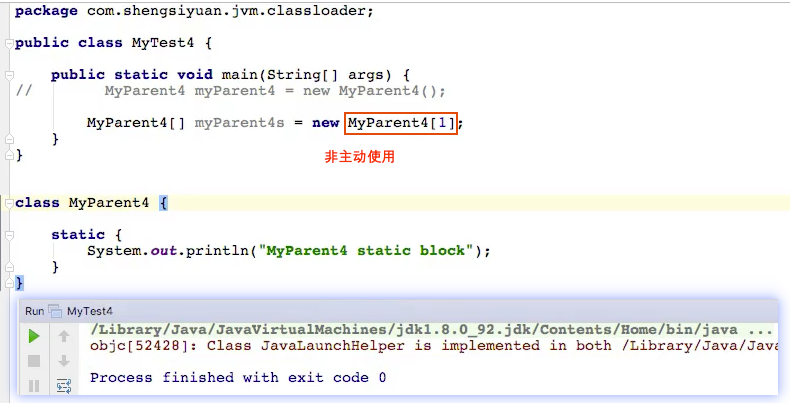 package com.shengsiyuan.jvm.classloader;
public class MyTest4 {
public static void main(String[] args) {
// MyParent4 myParent4 = new MyParent4();
MyParent4[] myParent4s = new MyParent4[1];
非主动使用
}
}
class MyParent4 {
static {
System.out.println("MyParent4 static block");
}
}
Run MyTest4
/Library/Java/JavaVirtualMachines/jdk1.8.0_92.jdk/Contents/Home/bin/java ...
objc[52428]: Class JavaLaunchHelper is implemented in both /Library/Java/Java
Process finished with exit code 0